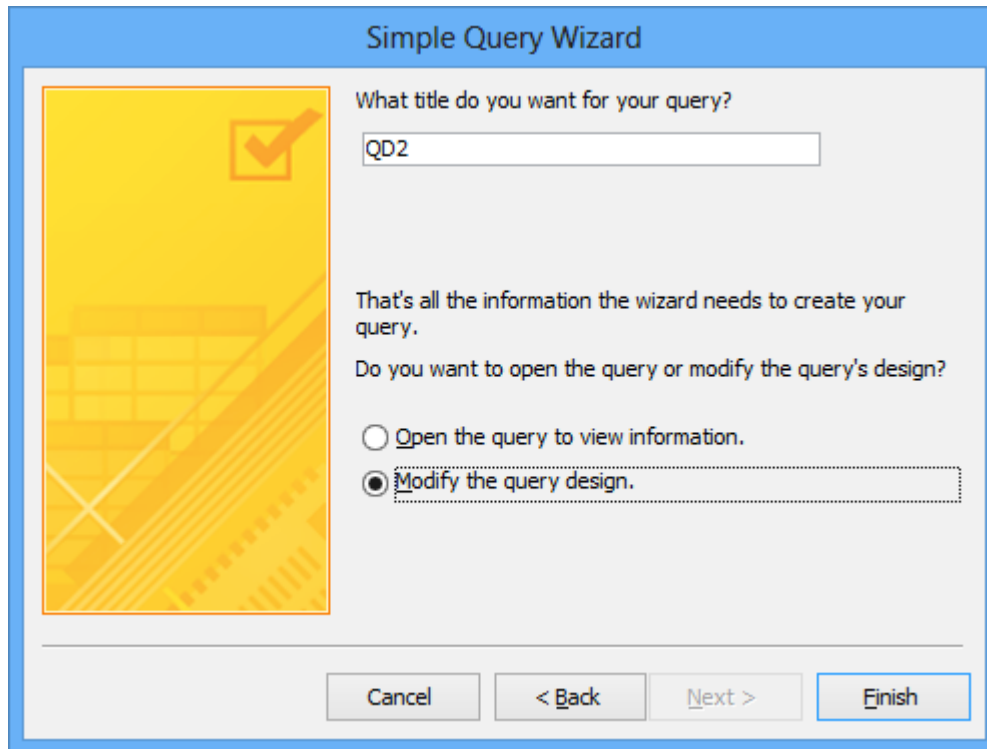 Simple Query Wizard
What title do you want for your query?
QD2
That's all the information the wizard needs to create your
query.
Do you want to open the query or modify the query's design?
Open the query to view information.
Modify the query design.
Cancel
< Back
Next >
Finish